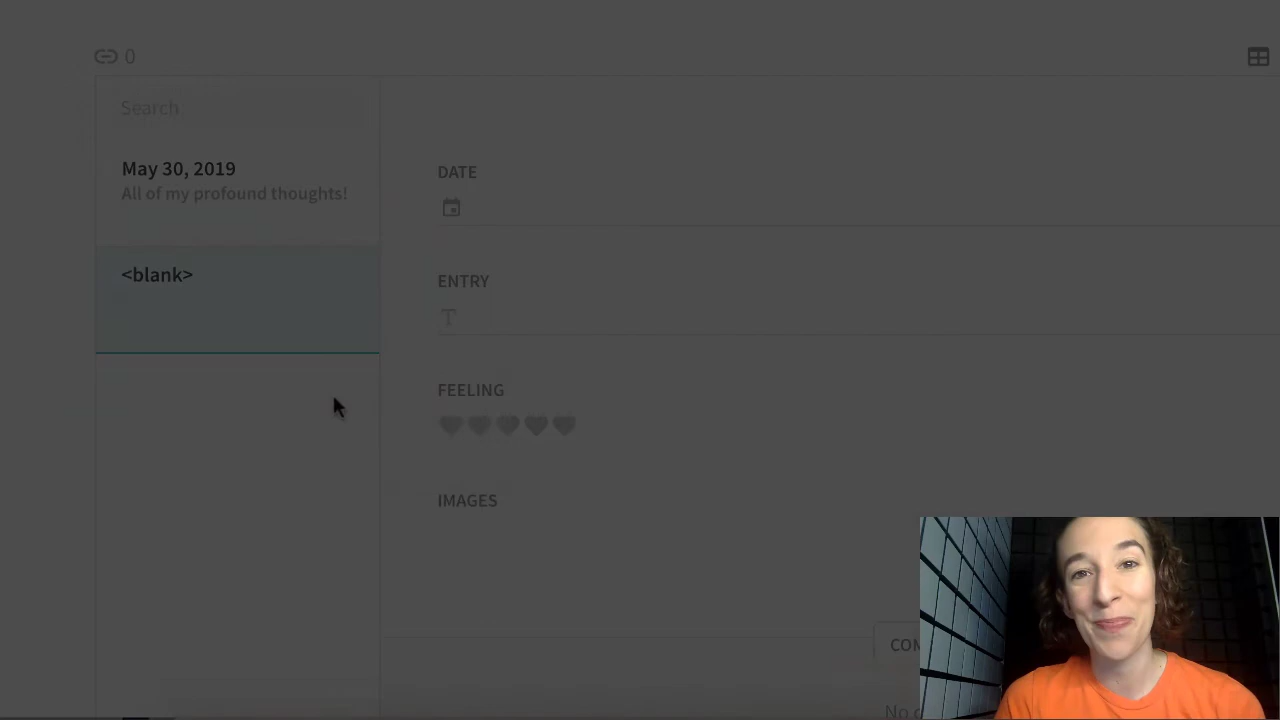 0
Search
May 30, 2019
All of my profound thoughts!
<blank>
DATE
ENTRY
T
FEELING
IMAGES